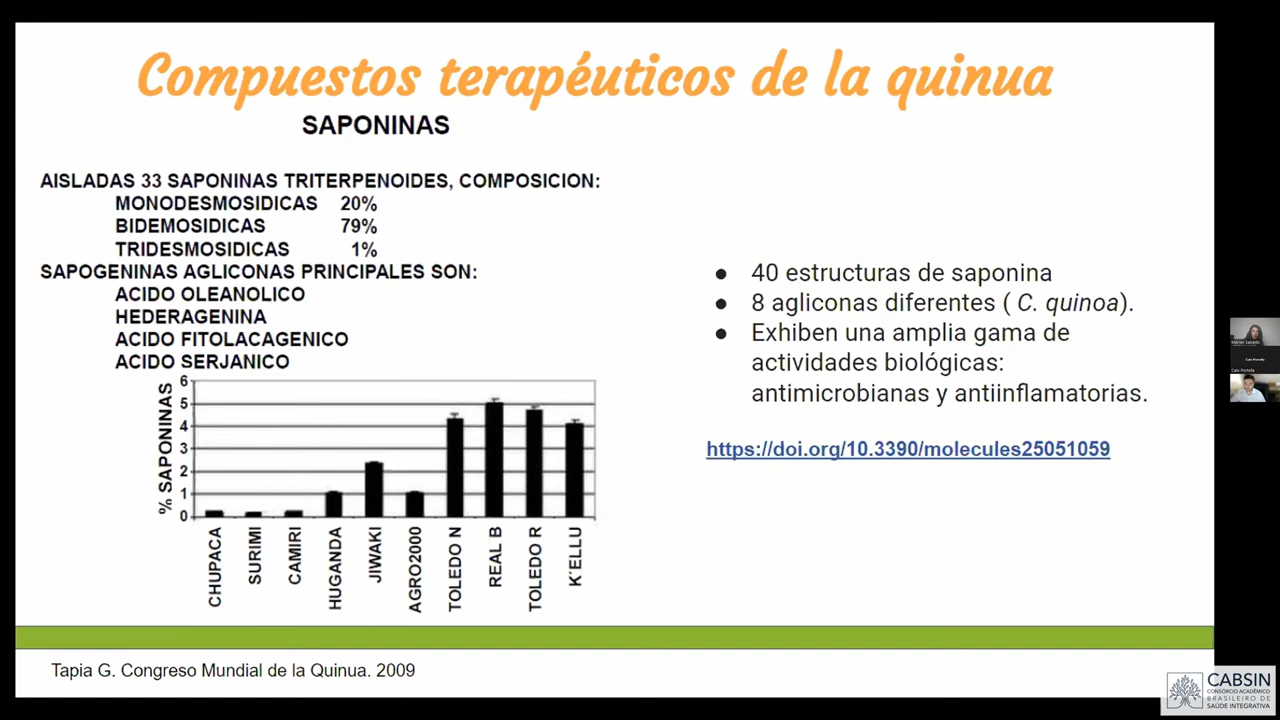 Compuestos terapéuticos de la quinua
SAPONINAS
AISLADAS 33 SAPONINAS TRITERPENOIDES, COMPOSICION:
MONODESMOSIDICAS 20%
BIDEMOSIDICAS 79%
TRIDESMOSIDICAS 1%
SAPOGENINAS AGLICONAS PRINCIPALES SON:
ACIDO OLEANOLICO
HEDERAGENINA
ACIDO FITOLACAGENICO
ACIDO SERJANICO
% SAPONINAS
6
5
4
3
2
1
0
CHUPACA
SURIMI
CAMIRI
HUGANDA
JIWAKI
AGRO2000
TOLEDO N
REAL B
TOLEDO R
K´ELLU
● 40 estructuras de saponina
● 8 agliconas diferentes ( C. quinoa).
● Exhiben una amplia gama de
actividades biológicas:
antimicrobianas y antiinflamatorias.
https://doi.org/10.3390/molecules25051059
Tapia G. Congreso Mundial de la Quinua. 2009
Caio Portella
Caio Portella
CABSIN
CONSÓRCIO ACADÊMICO
BRASILEIRO DE
SAÚDE INTEGRATIVA